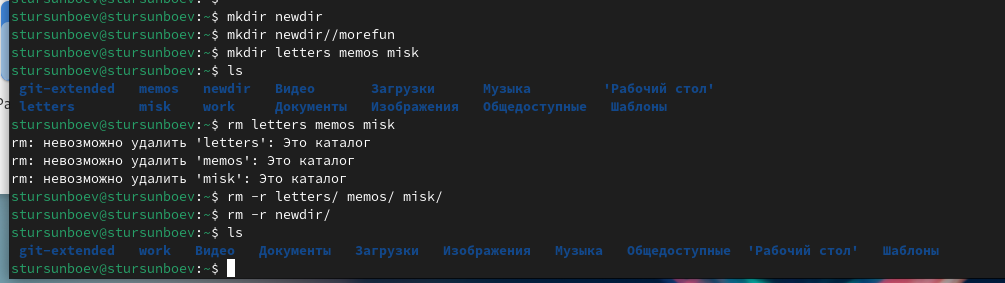 stursunboev@stursunboev:~$
stursunboev@stursunboev:~$ mkdir newdir
stursunboev@stursunboev:~$ mkdir newdir//morefun
stursunboev@stursunboev:~$ mkdir letters memos misk
stursunboev@stursunboev:~$ ls
git-extended memos newdir Видео Загрузки Музыка 'Рабочий стол'
letters misk work Документы Изображения Общедоступные Шаблоны
stursunboev@stursunboev:~$ rm letters memos misk
rm: невозможно удалить 'letters': Это каталог
rm: невозможно удалить 'memos': Это каталог
rm: невозможно удалить 'misk': Это каталог
stursunboev@stursunboev:~$ rm -r letters/ memos/ misk/
stursunboev@stursunboev:~$ rm -r newdir/
stursunboev@stursunboev:~$ ls
git-extended work Видео Документы Загрузки Изображения Музыка Общедоступные 'Рабочий стол' Шаблоны
stursunboev@stursunboev:~$